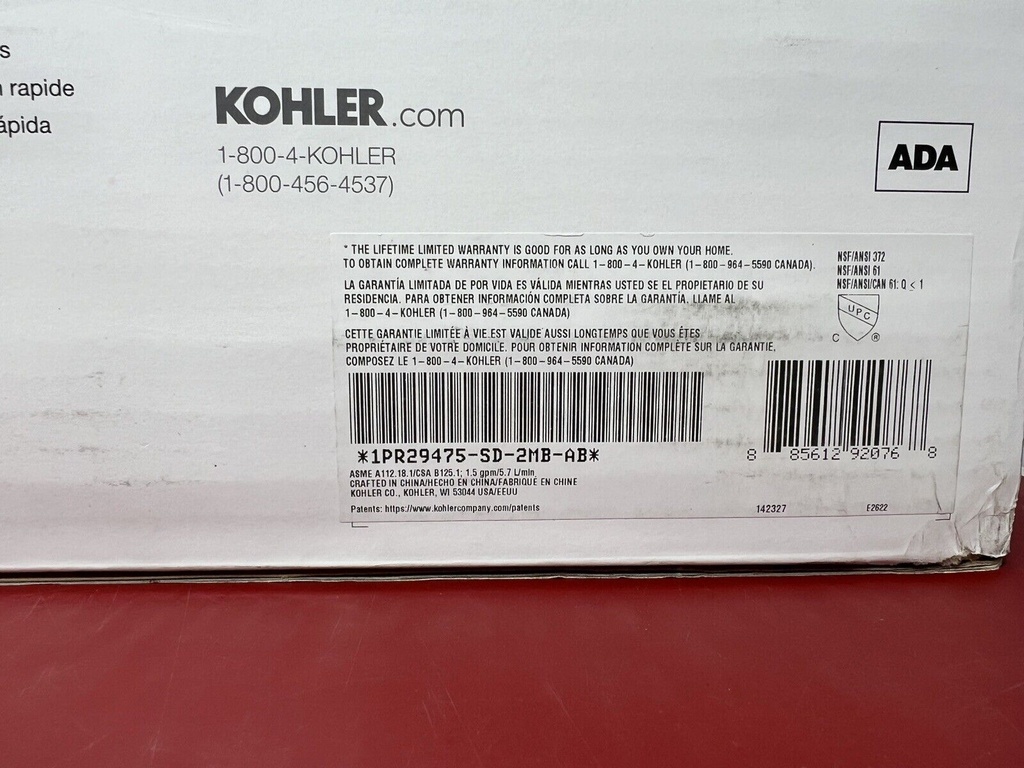 s
n rapide
ápida
KOHLER.com
1-800-4-KOHLER
(1-800-456-4537)
ADA
* THE LIFETIME LIMITED WARRANTY IS GOOD FOR AS LONG AS YOU OWN YOUR HOME.
TO OBTAIN COMPLETE WARRANTY INFORMATION CALL 1-800-4-KOHLER (1-800-964-5590 CANADA).
LA GARANTÍA LIMITADA DE POR VIDA ES VÁLIDA MIENTRAS USTED SE EL PROPIETARIO DE SU
RESIDENCIA. PARA OBTENER INFORMACIÓN COMPLETA SOBRE LA GARANTÍA, LLAME AL
1-800-4-KOHLER (1-800-964-5590 CANADA)
CETTE GARANTIE LIMITÉE À VIE EST VALIDE AUSSI LONGTEMPS QUE VOUS ÊTES
PROPRIÉTAIRE DE VOTRE DOMICILE. POUR OBTENIR INFORMATION COMPLÈTE SUR LA GARANTIE,
COMPOSEZ LE 1-800-4-KOHLER (1-800-964-5590 CANADA)
NSF/ANSI 372
NSF/ANSI 61
NSF/ANSI/CAN 61: Q ≤ 1
UPC
C ®
*1PR29475-SD-2MB-AB*
8 85612 92076 8
ASME A112.18.1/CSA B125.1; 1.5 gpm/5.7 L/min
CRAFTED IN CHINA/HECHO EN CHINA/FABRIQUÉ EN CHINE
KOHLER CO., KOHLER, WI 53044 USA/EEUU
Patents: https://www.kohlercompany.com/patents
142327 E2622